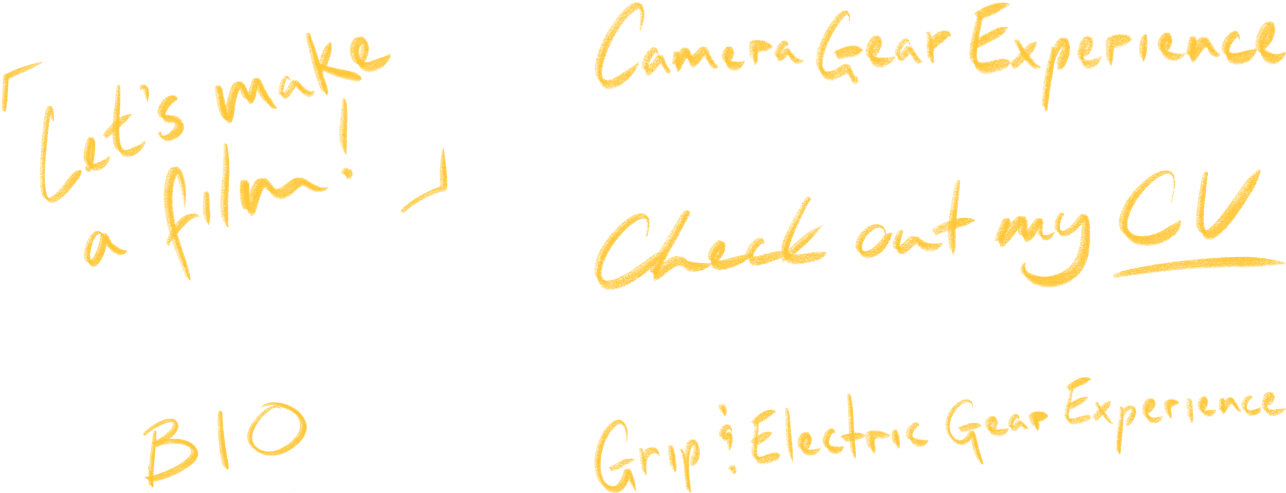 「Let's make
a film!」
BIO
Camera Gear Experience
Check out my CV
Grip & Electric Gear Experience